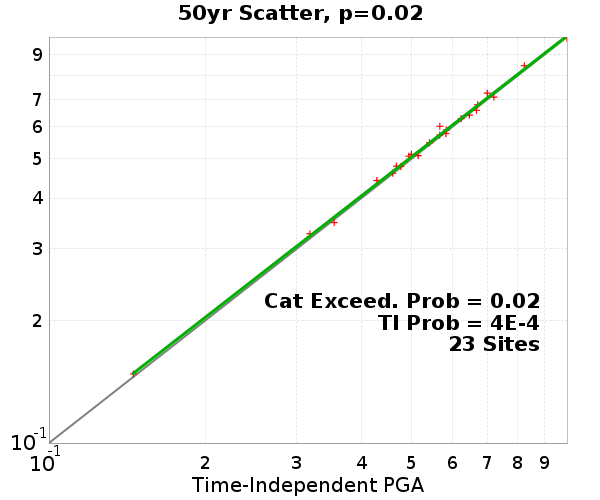 50yr Scatter, p=0.02
9
7
6
5
4
3
2
10^-1
Cat Exceed. Prob = 0.02
TI Prob = 4E-4
23 Sites
10^-1 2 3 4 5 6 7 8 9
Time-Independent PGA